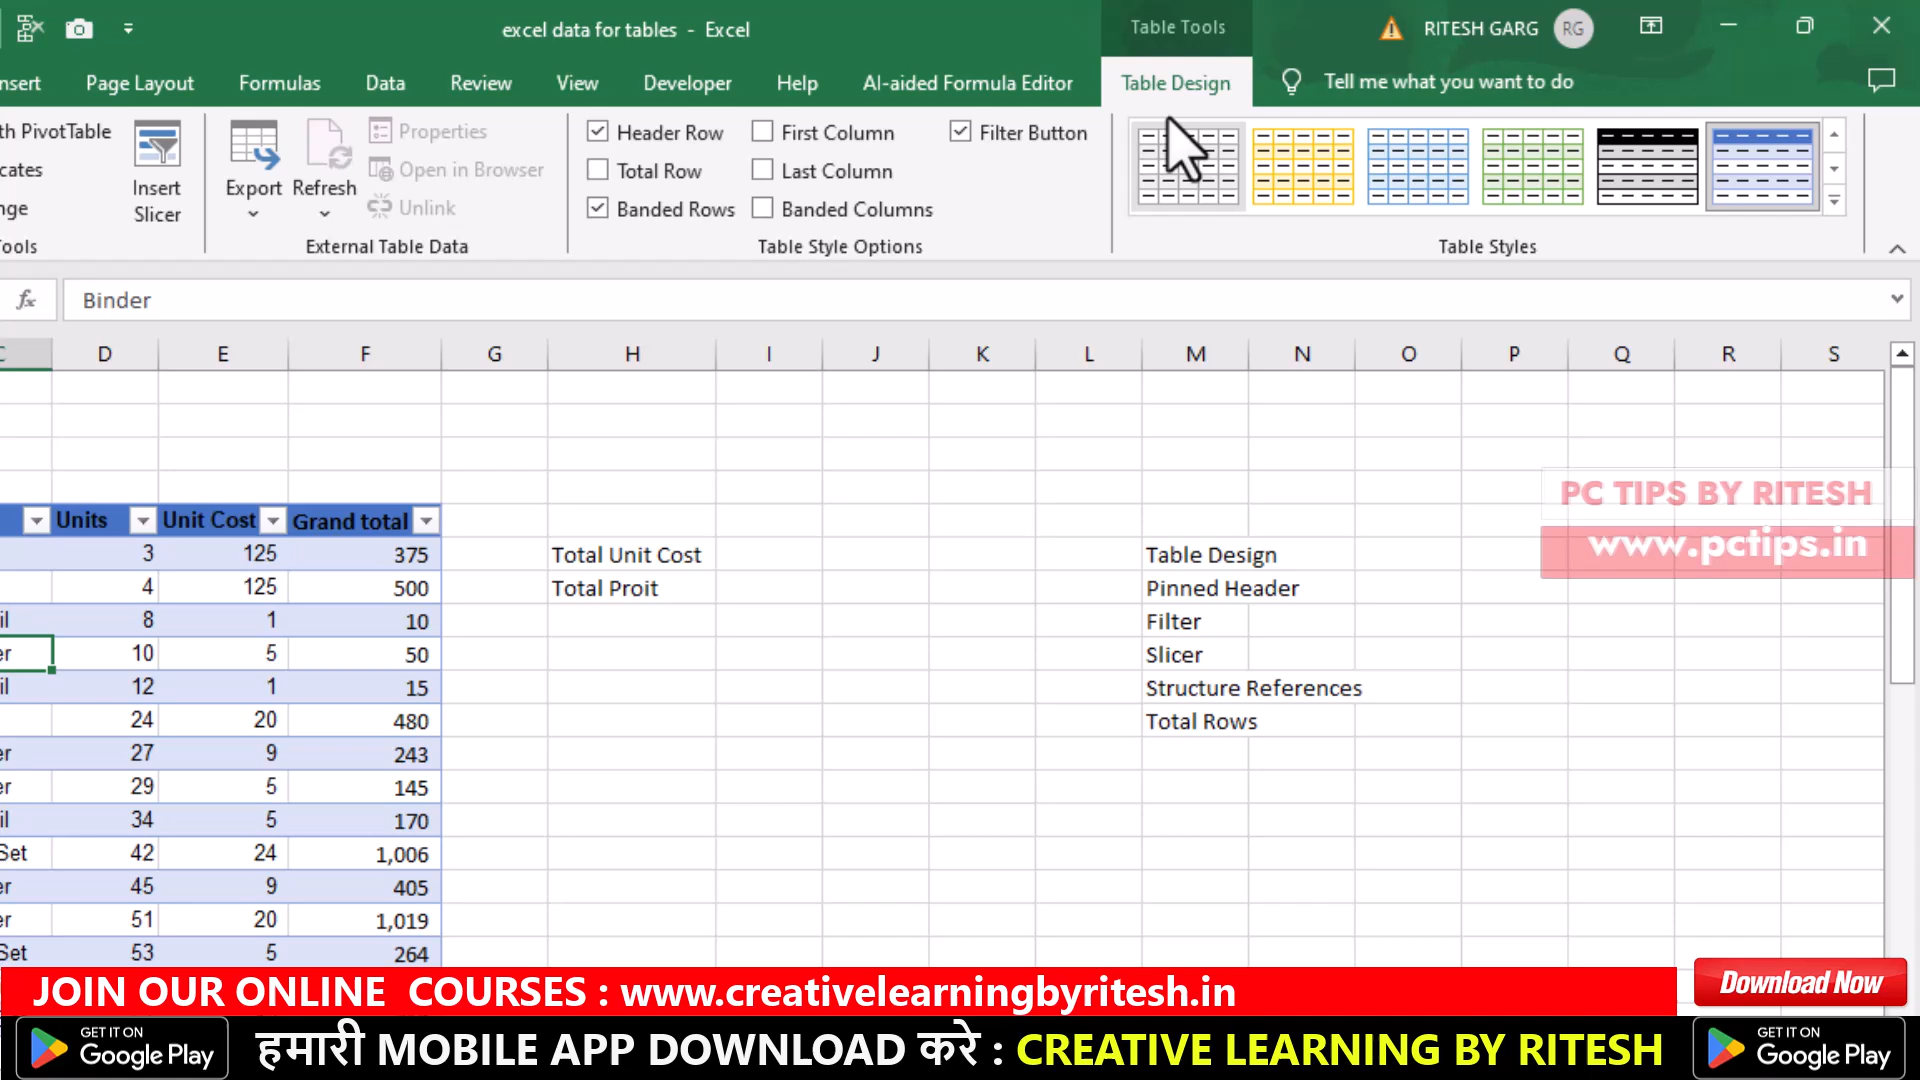 excel data for tables - Excel
Table Tools
RITESH GARG
RG
nsert
Page Layout
Formulas
Data
Review
View
Developer
Help
AI-aided Formula Editor
Table Design
Tell me what you want to do
th PivotTable
cates
nge
ools
Insert
Slicer
Export
Refresh
Properties
Open in Browser
Unlink
External Table Data
Header Row
First Column
Filter Button
Total Row
Last Column
Banded Rows
Banded Columns
Table Style Options
Table Styles
fx
Binder
C D E F G H I J K L M N O P Q R S
Units Unit Cost Grand total
3 125 375 Total Unit Cost Table Design
4 125 500 Total Proit Pinned Header
il 8 1 10 Filter
er 10 5 50 Slicer
il 12 1 15 Structure References
24 20 480 Total Rows
er 27 9 243
er 29 5 145
il 34 5 170
Set 42 24 1,006
er 45 9 405
er 51 20 1,019
Set 53 5 264
PC TIPS BY RITESH
www.pctips.in
JOIN OUR ONLINE COURSES : www.creativelearningbyritesh.in
Download Now
GET IT ON
Google Play
हमारी MOBILE APP DOWNLOAD करे : CREATIVE LEARNING BY RITESH
GET IT ON
Google Play